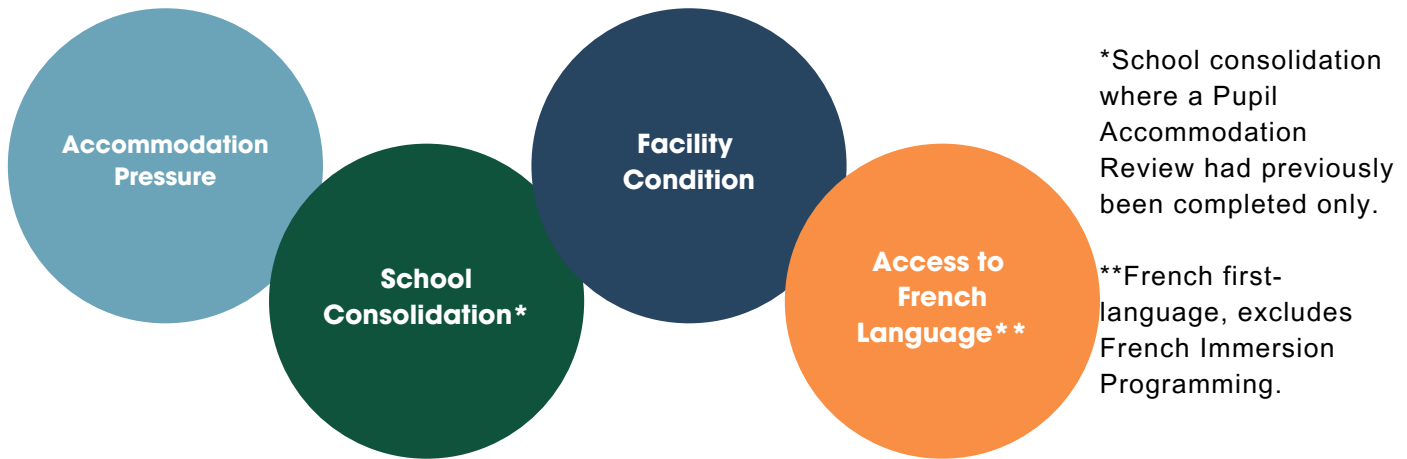 Accommodation
Pressure
School
Consolidation*
Facility
Condition
Access to
French
Language**
*School consolidation
where a Pupil
Accommodation
Review had previously
been completed only.
**French first-
language, excludes
French Immersion
Programming.